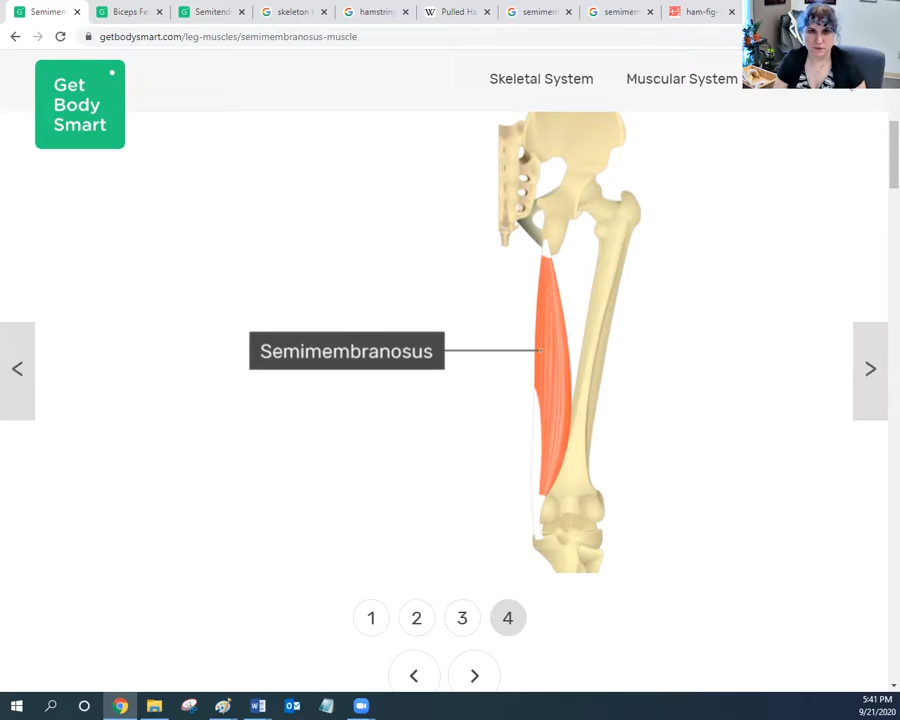 Semimem
Biceps Fe
Semitend
skeleton
hamstring
Pulled Ha
semimem
semimem
ham-fig-
getbodysmart.com/leg-muscles/semimembranosus-muscle
Get
Body
Smart
Skeletal System
Muscular System
Semimembranosus
1
2
3
4
5:41 PM
9/21/2020